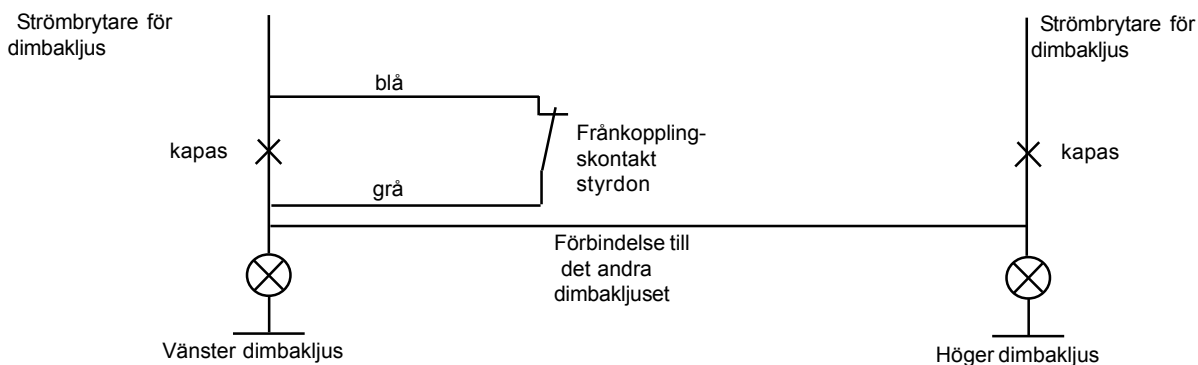 Strömbrytare för
dimbakljus
Strömbrytare för
dimbakljus
blå
Frånkoppling-
skontakt
styrdon
kapas
kapas
grå
Förbindelse till
det andra
dimbakljuset
Vänster dimbakljus
Höger dimbakljus